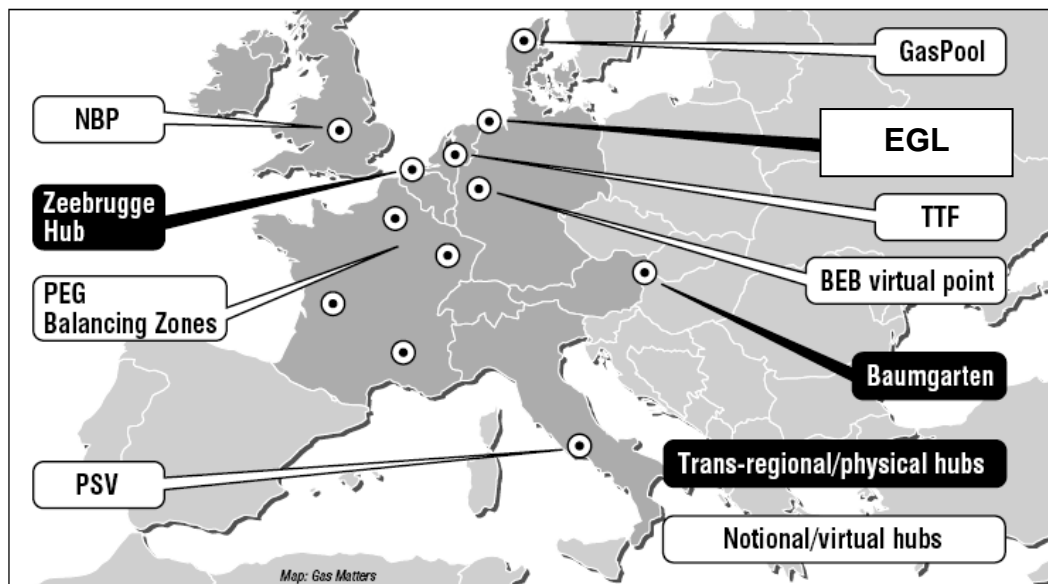 GasPool
NBP
EGL
Zeebrugge
Hub
TTF
BEB virtual point
PEG
Balancing Zones
Baumgarten
Trans-regional/physical hubs
PSV
Notional/virtual hubs
Map: Gas Matters